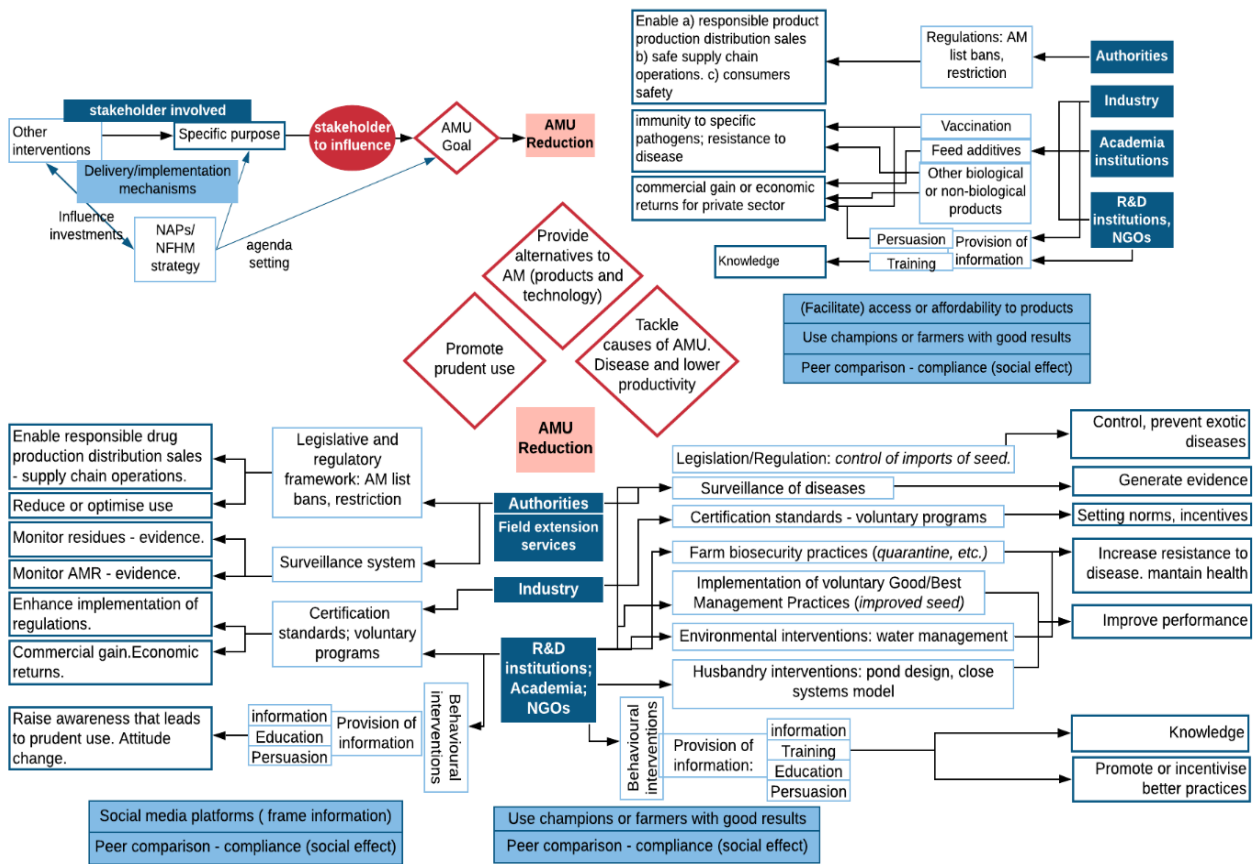 stakeholder involved
Other
interventions
Specific purpose
Delivery/implementation
mechanisms
Influence
investments
NAPs/
NFHM
strategy
agenda
setting
stakeholder
to influence
AMU
Goal
AMU
Reduction
Enable a) responsible product
production distribution sales
b) safe supply chain
operations. c) consumers
safety
Regulations: AM
list bans,
restriction
Authorities
Industry
Academia
institutions
R&D
institutions,
NGOs
immunity to specific
pathogens; resistance to
disease
commercial gain or economic
returns for private sector
Vaccination
Feed additives
Other biological
or non-biological
products
Persuasion
Training
Provision of
information
Knowledge
(Facilitate) access or affordability to products
Use champions or farmers with good results
Peer comparison - compliance (social effect)
Provide
alternatives to
AM (products and
technology)
Promote
prudent use
Tackle
causes of AMU.
Disease and lower
productivity
AMU
Reduction
Enable responsible drug
production distribution sales
- supply chain operations.
Reduce or optimise use
Monitor residues - evidence.
Monitor AMR - evidence.
Enhance implementation of
regulations.
Commercial gain.Economic
returns.
Raise awareness that leads
to prudent use. Attitude
change.
Legislative and
regulatory
framework: AM list
bans, restriction
Surveillance system
Certification
standards; voluntary
programs
information
Education
Persuasion
Provision of
information
Behavioural
interventions
Authorities
Field extension
services
Industry
R&D
institutions;
Academia;
NGOs
Legislation/Regulation: control of imports of seed.
Surveillance of diseases
Certification standards - voluntary programs
Farm biosecurity practices (quarantine, etc.)
Implementation of voluntary Good/Best
Management Practices (improved seed)
Environmental interventions: water management
Husbandry interventions: pond design, close
systems model
Behavioural
interventions
Provision of
information:
information
Training
Education
Persuasion
Control, prevent exotic
diseases
Generate evidence
Setting norms, incentives
Increase resistance to
disease. mantain health
Improve performance
Knowledge
Promote or incentivise
better practices
Social media platforms ( frame information)
Peer comparison - compliance (social effect)
Use champions or farmers with good results
Peer comparison - compliance (social effect)